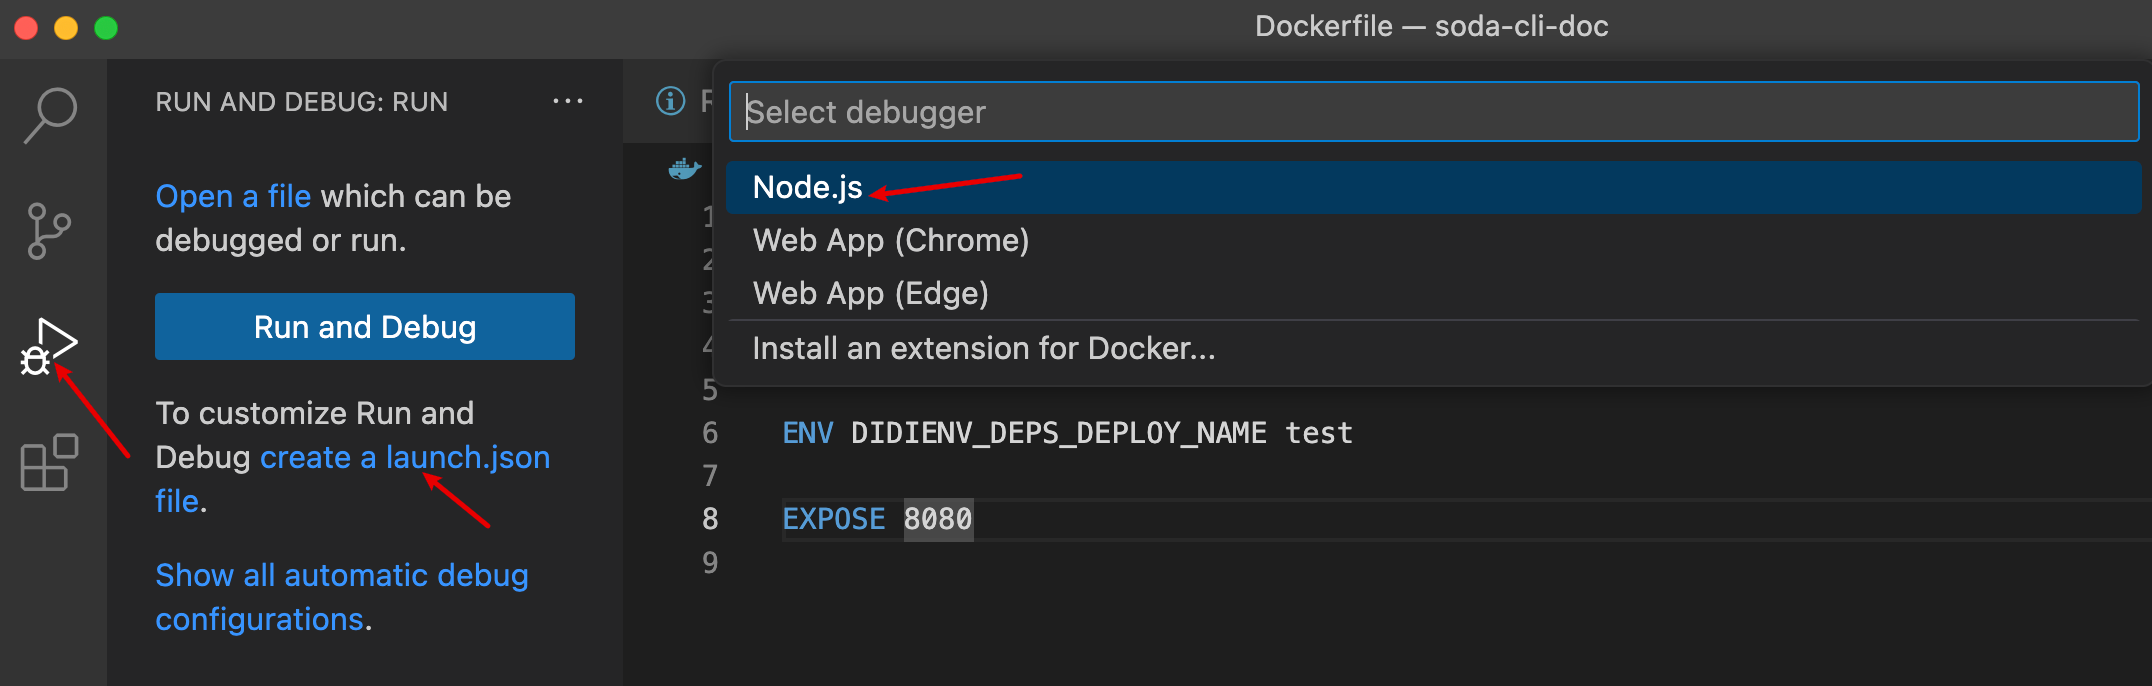 Dockerfile — soda-cli-doc
RUN AND DEBUG: RUN
Open a file which can be
debugged or run.
Run and Debug
To customize Run and
Debug create a launch.json
file.
Show all automatic debug
configurations.
Select debugger
Node.js
Web App (Chrome)
Web App (Edge)
Install an extension for Docker...
1
2
3
4
5
6 ENV DIDIENV_DEPS_DEPLOY_NAME test
7
8 EXPOSE 8080
9